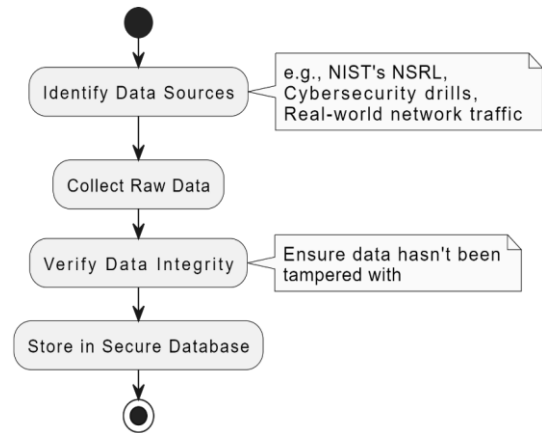 Identify Data Sources
e.g., NIST's NSRL,
Cybersecurity drills,
Real-world network traffic
Collect Raw Data
Verify Data Integrity
Ensure data hasn't been
tampered with
Store in Secure Database